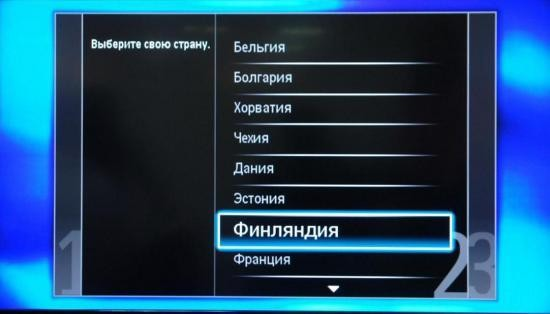 Выберите свою страну.
Бельгия
Болгария
Хорватия
Чехия
Дания
Эстония
Финляндия
Франция
1
23